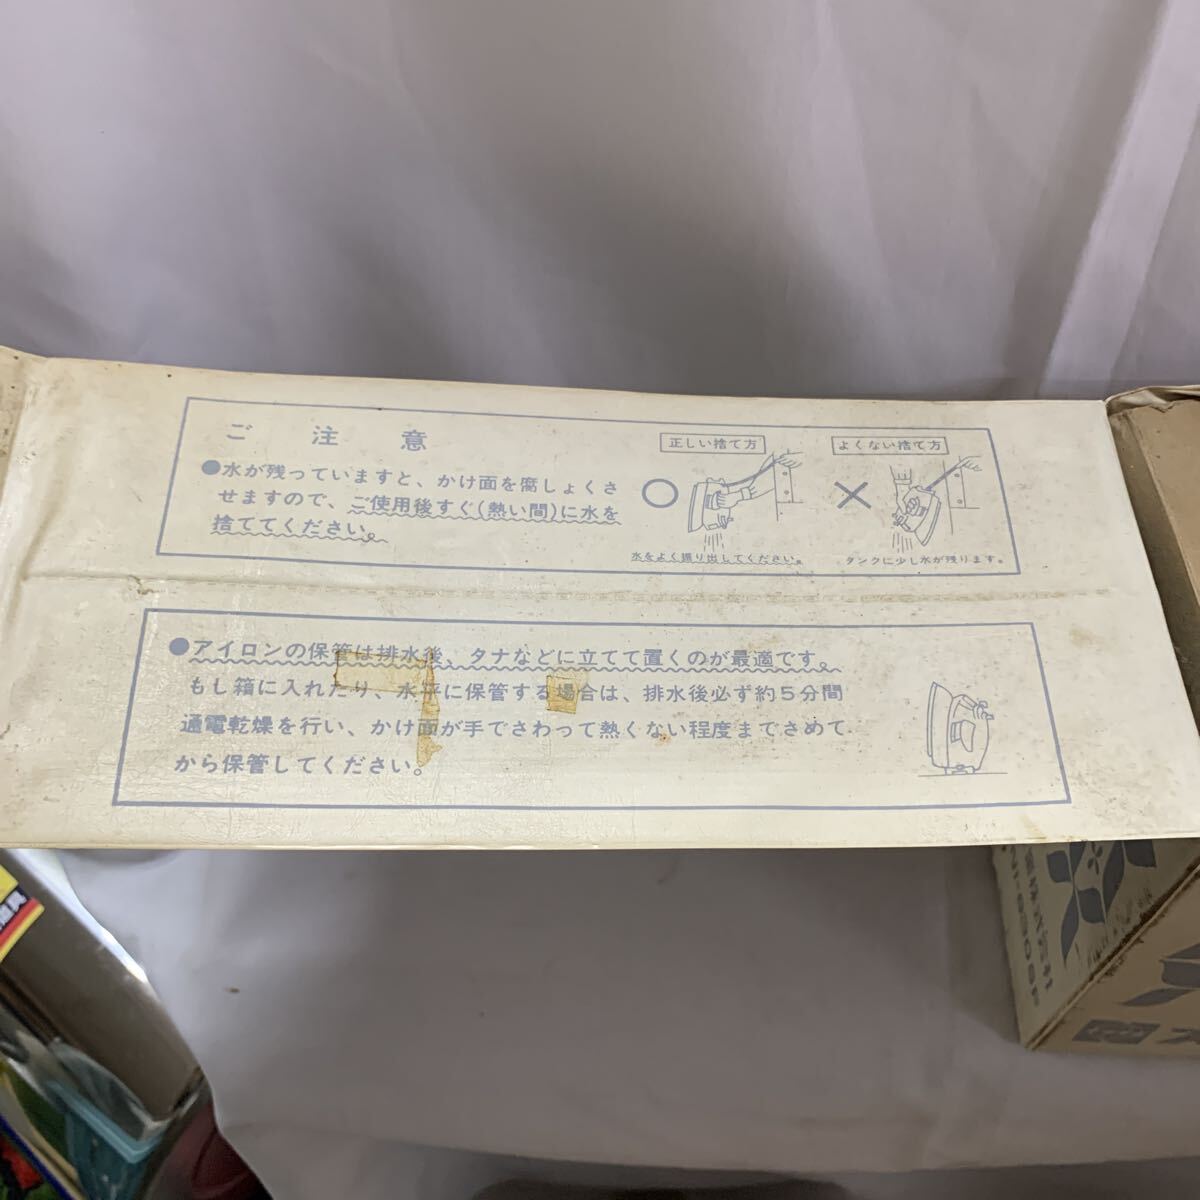 ご注意
●水が残っていますと、かけ面を腐しょくさ
せますので、ご使用後すぐ(熱い間)に水を
捨ててください。
正しい捨て方
水をよく振り出してください。
よくない捨て方
タンクに少し水が残ります。
●アイロンの保管は排水後、タナなどに立てて置くのが最適です。
もし箱に入れたり、水平に保管する場合は、排水後必ず約5分間
通電乾燥を行い、かけ面が手でさわって熱くない程度までさめて
から保管してください。